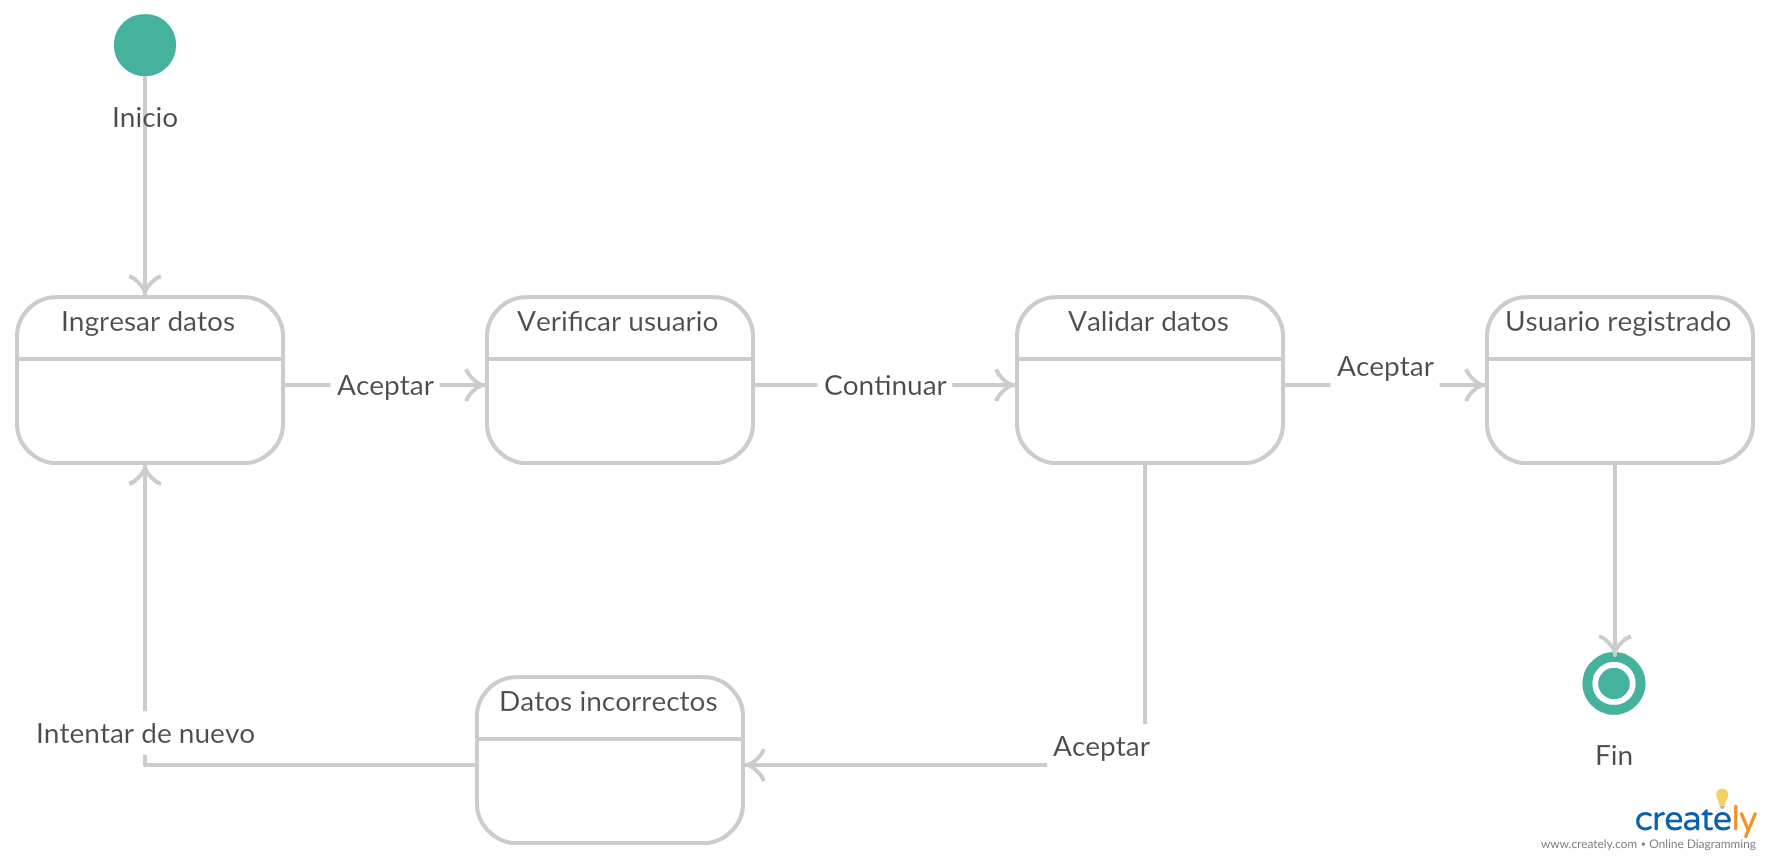 Inicio
Ingresar datos
Verificar usuario
Validar datos
Usuario registrado
Aceptar
Continuar
Aceptar
Datos incorrectos
Intentar de nuevo
Aceptar
Fin
creately
www.creately.com • Online Diagramming